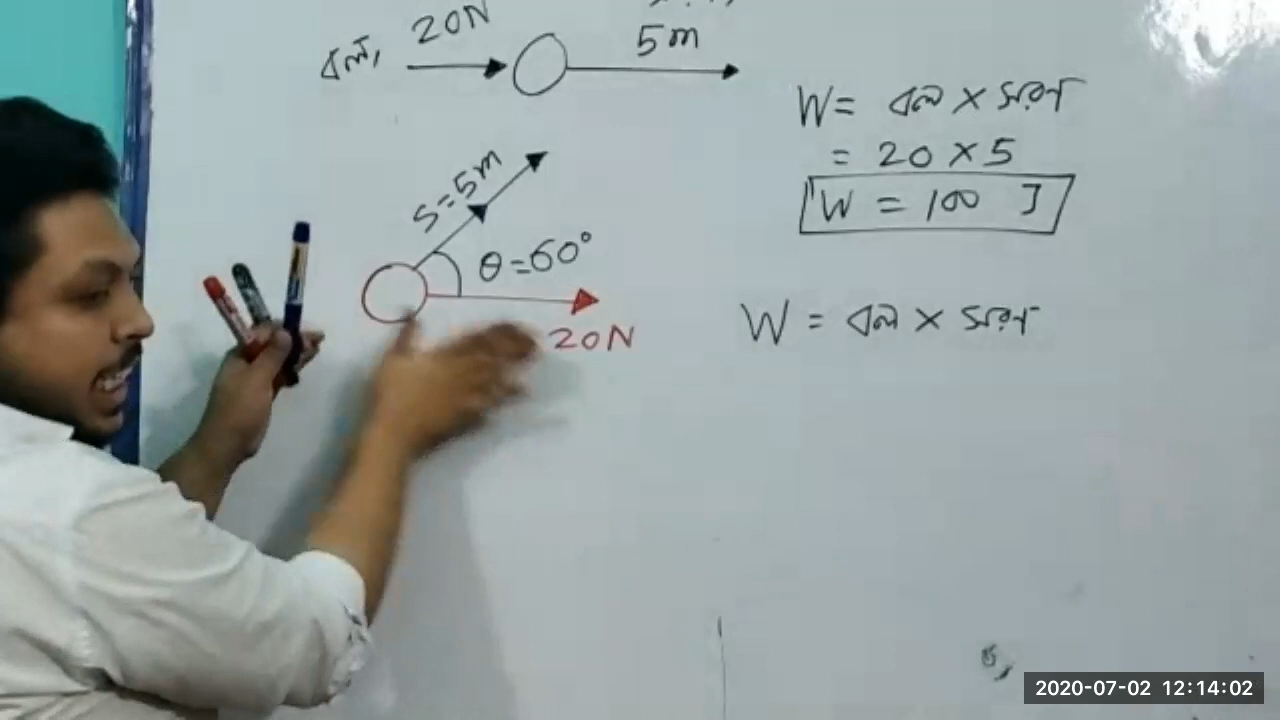 বল, 20N
5m
W = বল × সরণ
= 20 × 5
W = 100 J
S=5m
θ=60°
20N
W = বল × সরণ
2020-07-02 12:14:02